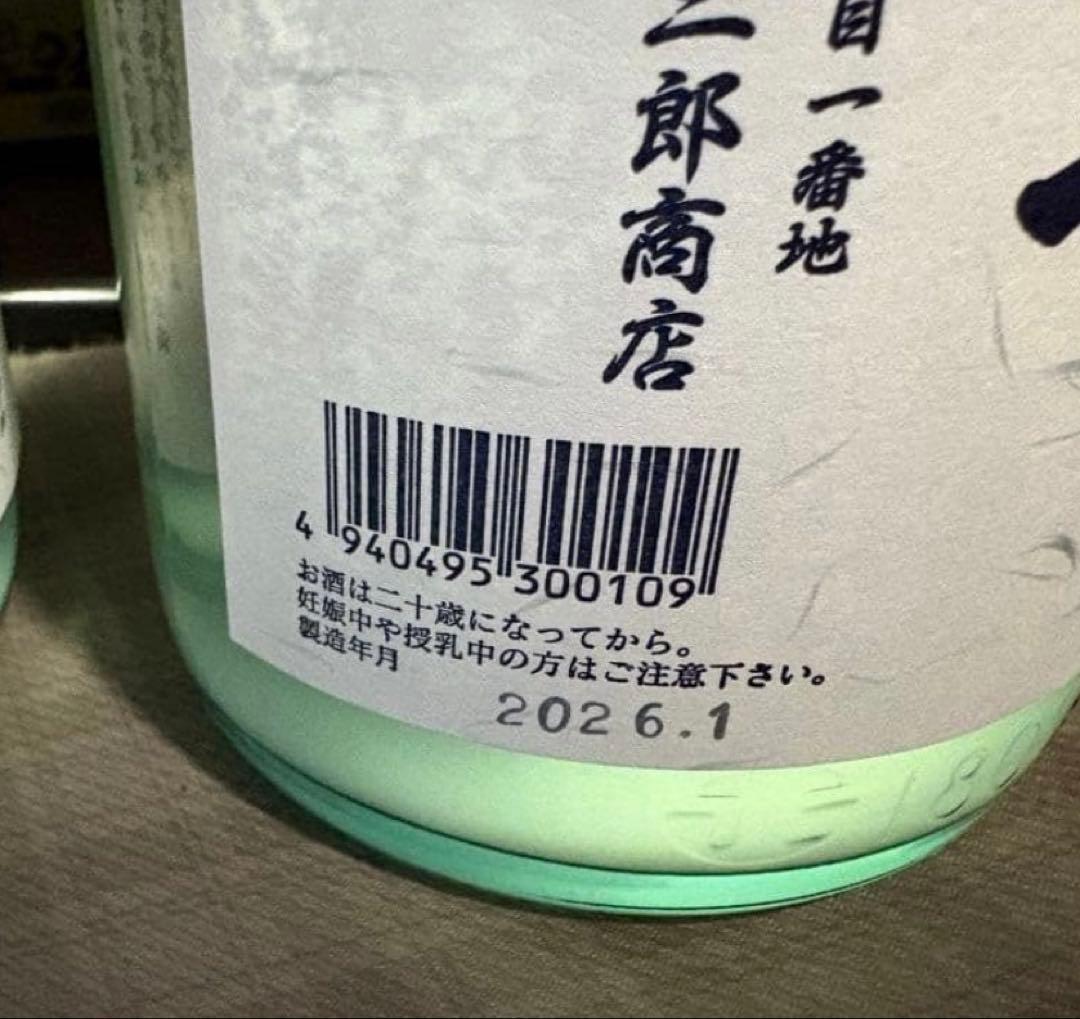 目一番地
二郎商店
4 940495 300109
お酒は二十歳になってから。
妊娠中や授乳中の方はご注意下さい。
製造年月
2026.1